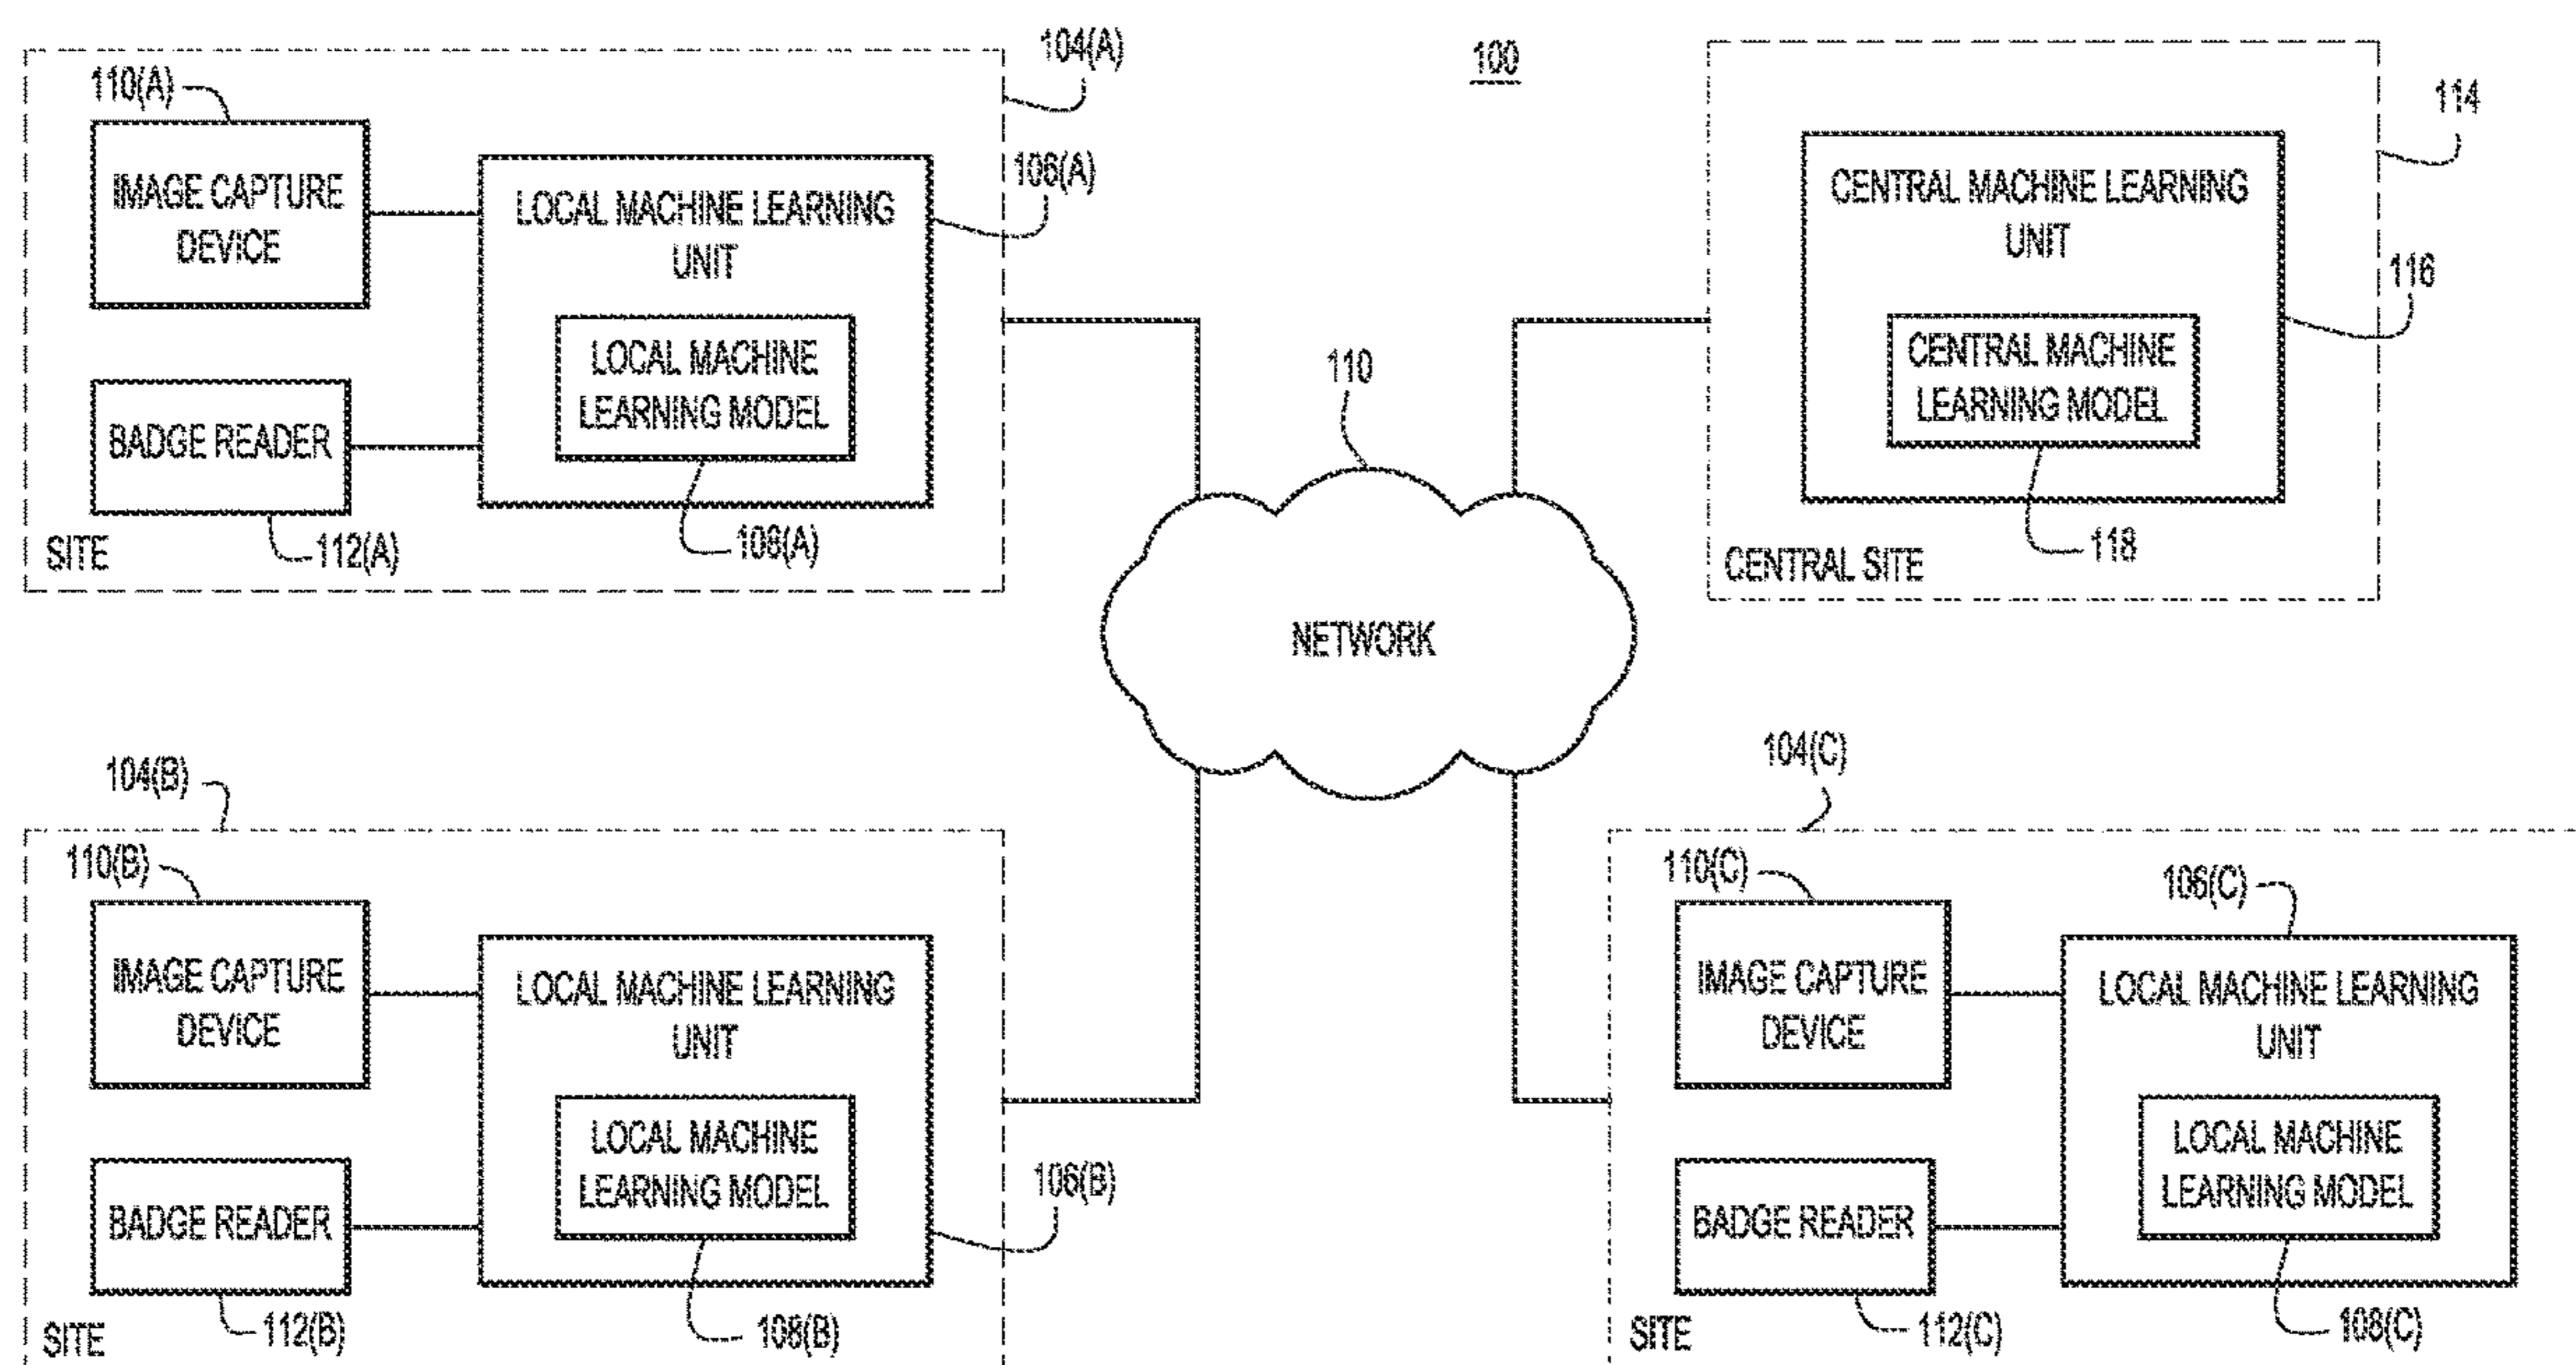 100
104(A)
110(A)
IMAGE CAPTURE
DEVICE
BADGE READER
112(A)
SITE
106(A)
LOCAL MACHINE LEARNING
UNIT
LOCAL MACHINE
LEARNING MODEL
108(A)
114
116
CENTRAL MACHINE LEARNING
UNIT
CENTRAL MACHINE
LEARNING MODEL
118
CENTRAL SITE
110
NETWORK
104(B)
110(B)
IMAGE CAPTURE
DEVICE
BADGE READER
112(B)
SITE
LOCAL MACHINE LEARNING
UNIT
LOCAL MACHINE
LEARNING MODEL
106(B)
108(B)
104(C)
110(C)
IMAGE CAPTURE
DEVICE
BADGE READER
112(C)
SITE
106(C)
LOCAL MACHINE LEARNING
UNIT
LOCAL MACHINE
LEARNING MODEL
108(C)